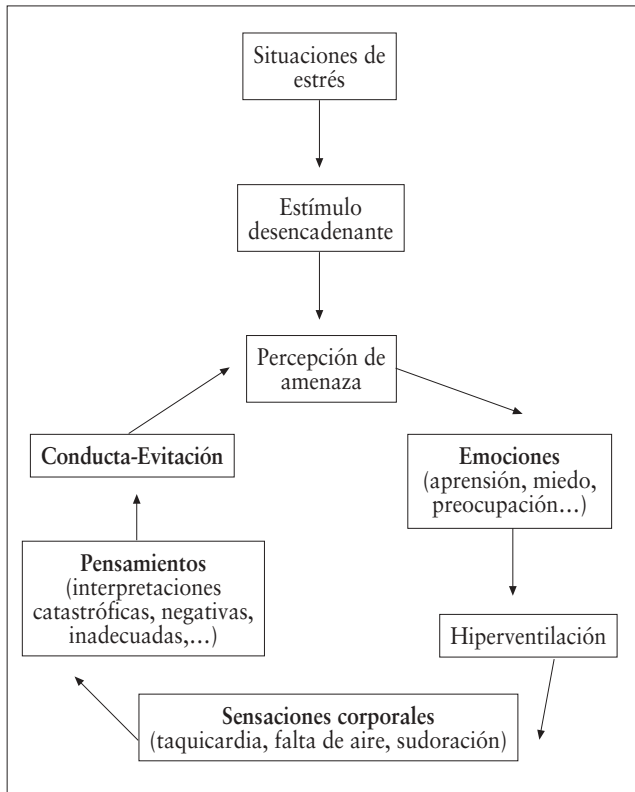 Situaciones de
estrés
Estímulo
desencadenante
Percepción de
amenaza
Conducta-Evitación
Emociones
(aprensión, miedo,
preocupación…)
Pensamientos
(interpretaciones
catastróficas, negativas,
inadecuadas,…)
Hiperventilación
Sensaciones corporales
(taquicardia, falta de aire, sudoración)